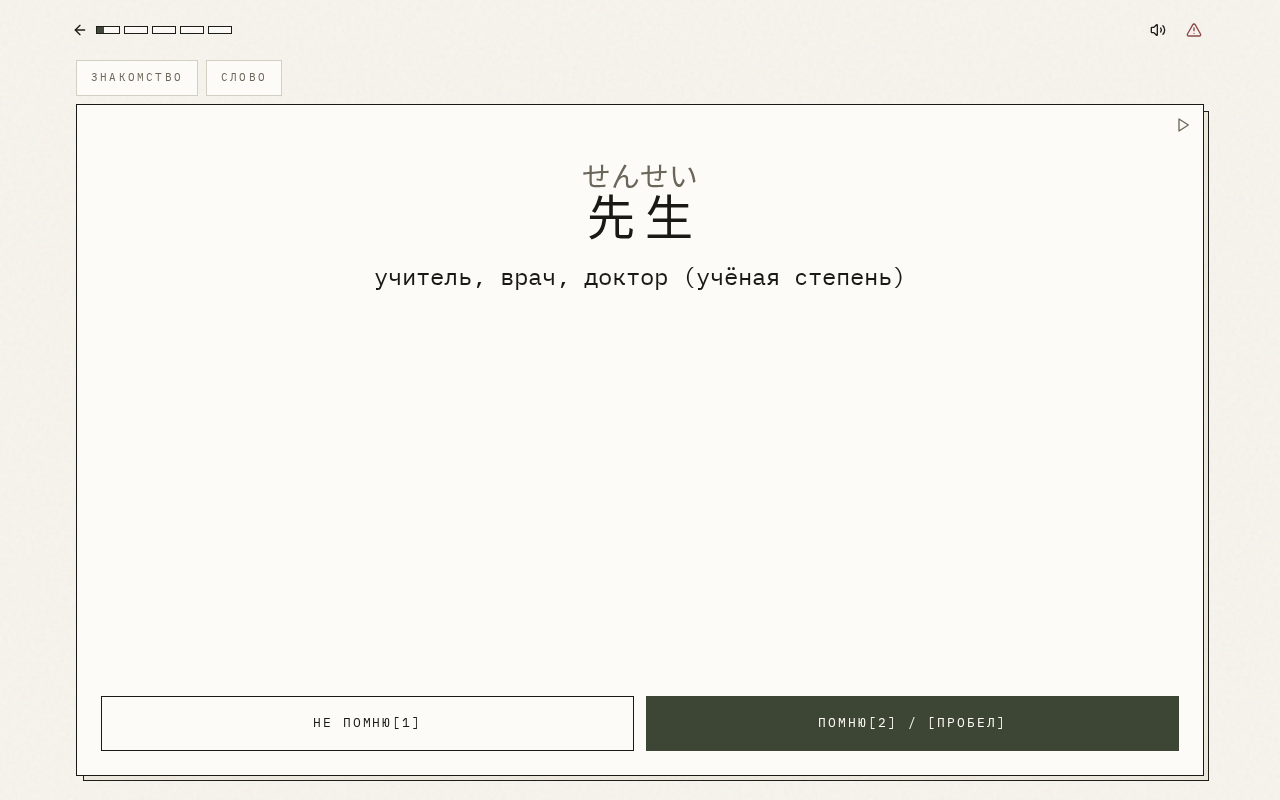 ЗНАКОМСТВО
СЛОВО
せんせい
先生
учитель, врач, доктор (учёная степень)
НЕ ПОМНЮ[1]
ПОМНЮ[2] / [ПРОБЕЛ]